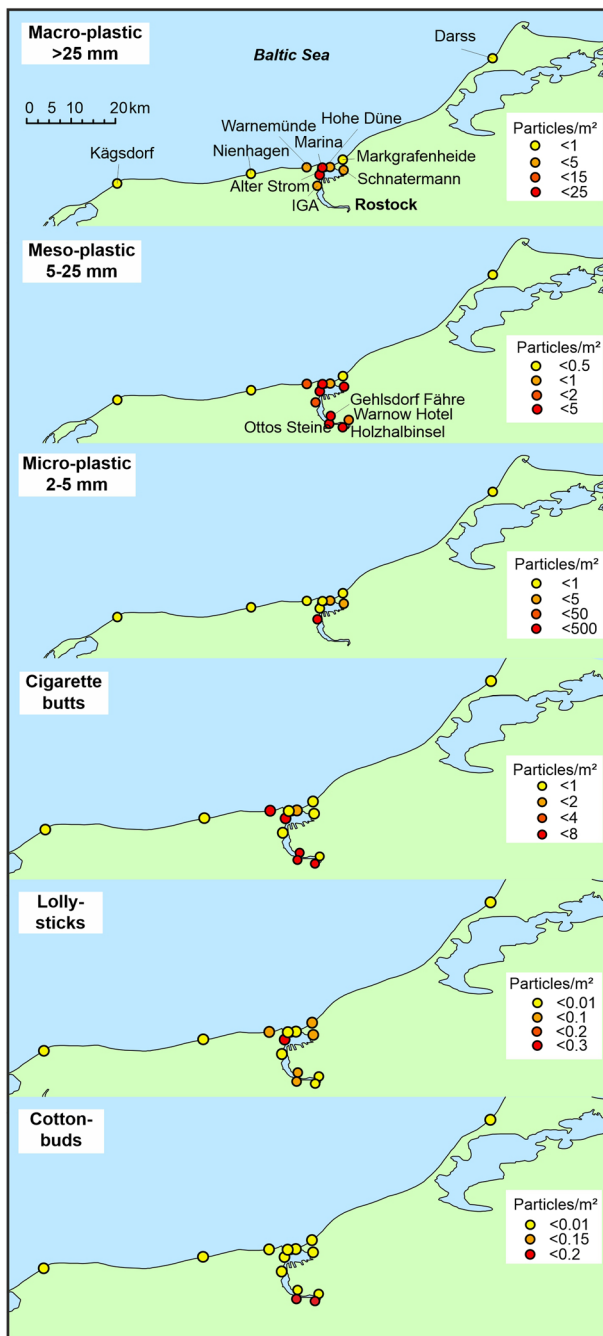 Macro-plastic
>25 mm
Baltic Sea
Darss
0 5 10 20km
Hohe Düne
Warnemünde
Marina
Particles/m²
<1
<5
<15
<25
Kägsdorf
Nienhagen
Markgrafenheide
Alter Strom
Schnatermann
IGA
Rostock
Meso-plastic
5-25 mm
Particles/m²
<0.5
<1
<2
<5
Gehlsdorf Fähre
Warnow Hotel
Ottos Steine
Holzhalbinsel
Micro-plastic
2-5 mm
Particles/m²
<1
<5
<50
<500
Cigarette
butts
Particles/m²
<1
<2
<4
<8
Lolly-
sticks
Particles/m²
<0.01
<0.1
<0.2
<0.3
Cotton-
buds
Particles/m²
<0.01
<0.15
<0.2